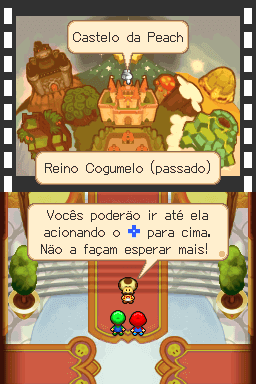 Castelo da Peach
Reino Cogumelo (passado)
Vocês poderão ir até ela
acionando o ✚ para cima.
Não a façam esperar mais!